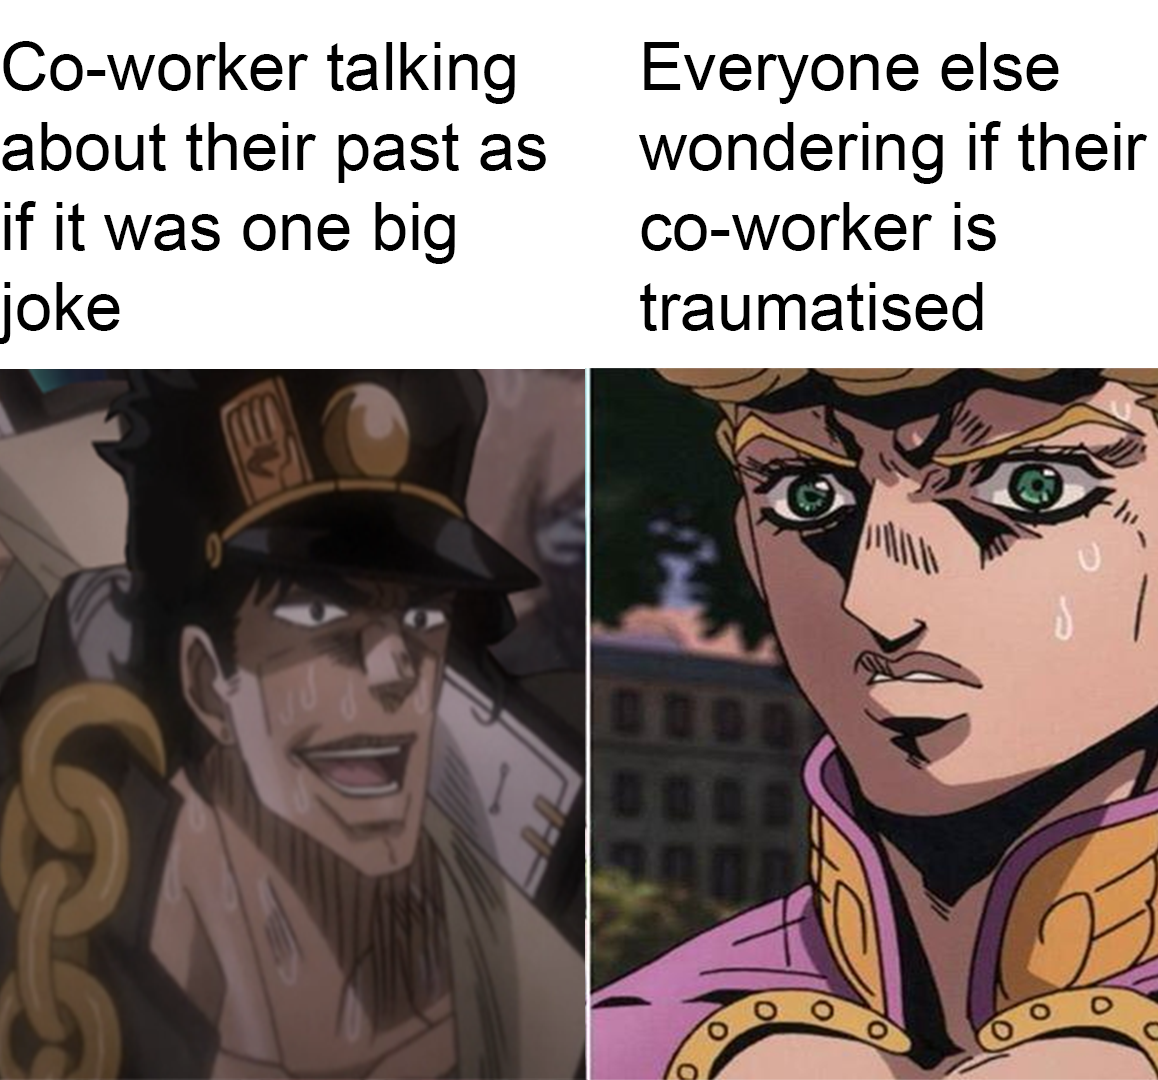 Co-worker talking
about their past as
if it was one big
joke
Everyone else
wondering if their
co-worker is
traumatised